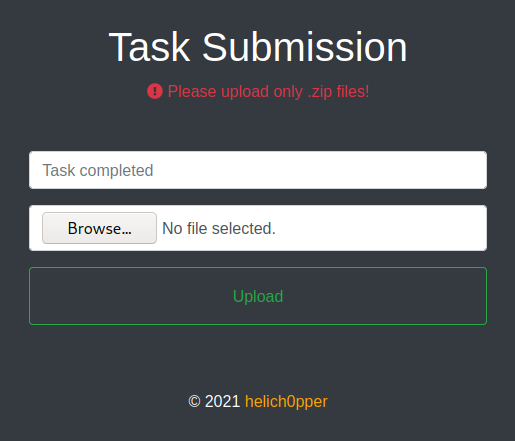 Task Submission
Please upload only .zip files!
Task completed
Browse... No file selected.
Upload
© 2021 helich0pper